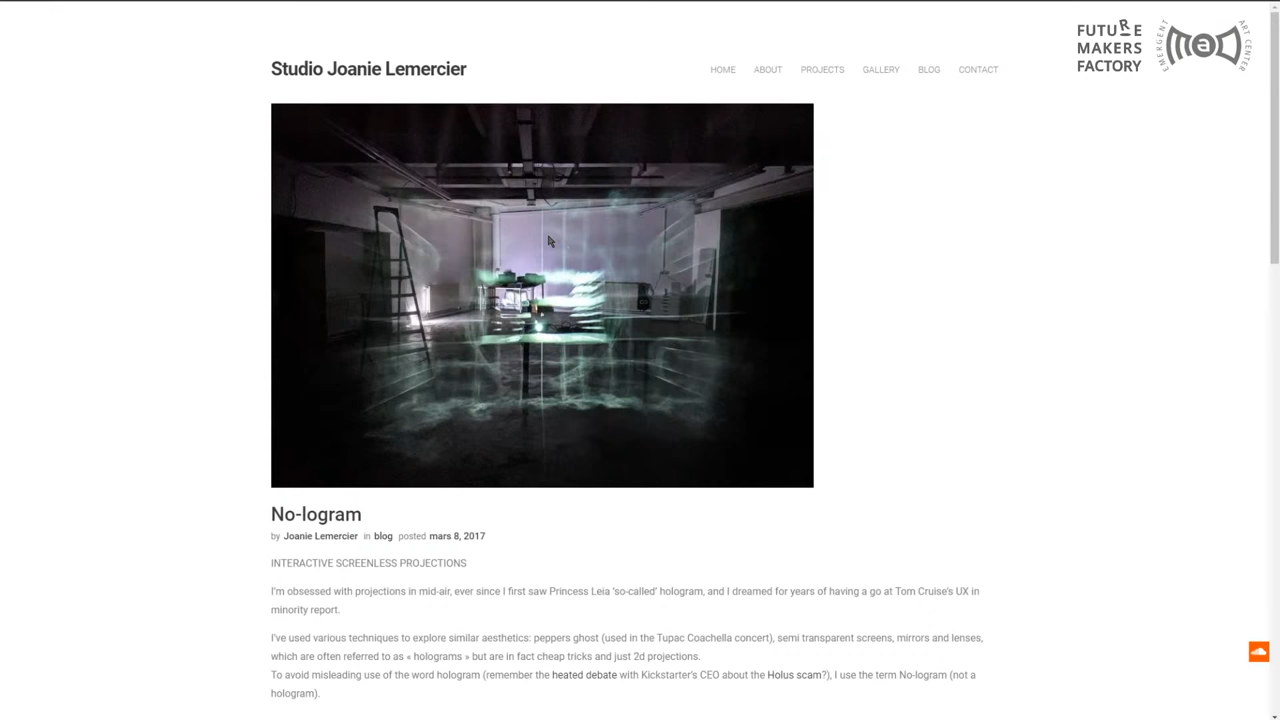 FUTURE
MAKERS
FACTORY
EMERGENT
mad
ART CENTER
Studio Joanie Lemercier
HOME ABOUT PROJECTS GALLERY BLOG CONTACT
No-logram
by Joanie Lemercier in blog posted mars 8, 2017
INTERACTIVE SCREENLESS PROJECTIONS
I'm obsessed with projections in mid-air, ever since I first saw Princess Leia 'so-called' hologram, and I dreamed for years of having a go at Tom Cruise's UX in
minority report.
I've used various techniques to explore similar aesthetics: peppers ghost (used in the Tupac Coachella concert), semi transparent screens, mirrors and lenses,
which are often referred to as « holograms » but are in fact cheap tricks and just 2d projections.
To avoid misleading use of the word hologram (remember the heated debate with Kickstarter's CEO about the Holus scam?), I use the term No-logram (not a
hologram).